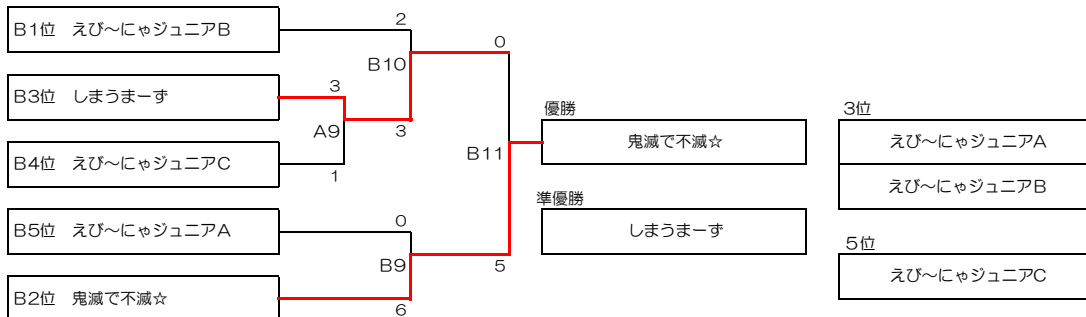 B1位 えび～にゃジュニアB
2
0
B10
B3位 しまうまーず
3
A9
3
B4位 えび～にゃジュニアC
1
B11
優勝
鬼滅で不滅☆
準優勝
しまうまーず
3位
えび～にゃジュニアA
えび～にゃジュニアB
5位
えび～にゃジュニアC
B5位 えび～にゃジュニアA
0
B9
5
B2位 鬼滅で不滅☆
6